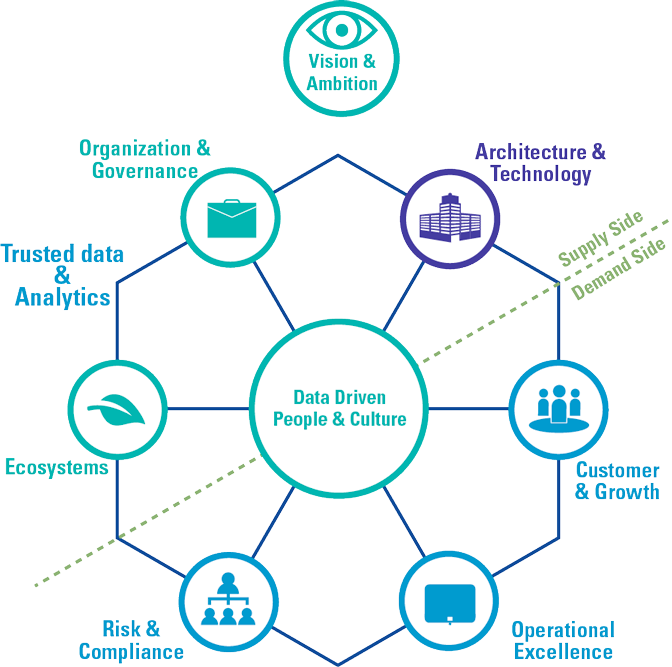 Vision &
Ambition
Organization &
Governance
Architecture &
Technology
Trusted data
&
Analytics
Supply Side
Demand Side
Data Driven
People & Culture
Ecosystems
Customer
& Growth
Risk &
Compliance
Operational
Excellence